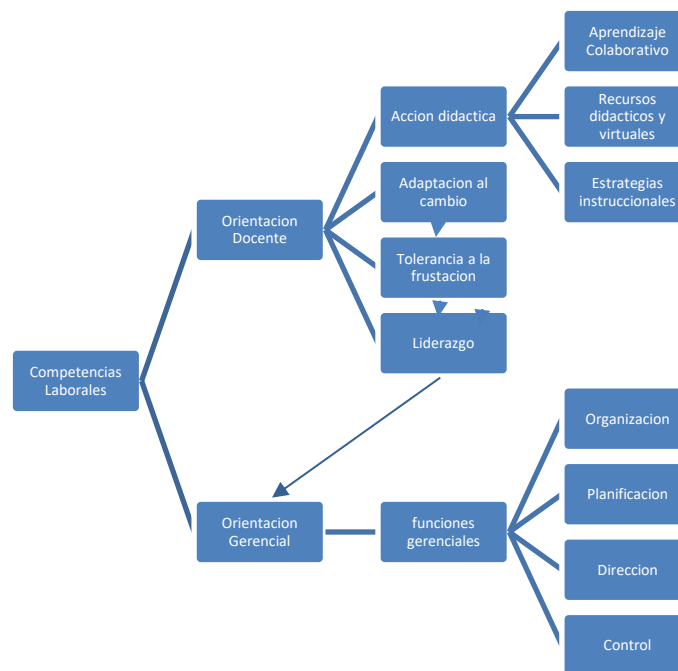 Aprendizaje
Colaborativo
Accion didactica
Recursos
didacticos y
virtuales
Adaptacion al
cambio
Estrategias
instruccionales
Orientacion
Docente
Tolerancia a la
frustacion
Liderazgo
Competencias
Laborales
Organizacion
Planificacion
Orientacion
Gerencial
funciones
gerenciales
Direccion
Control